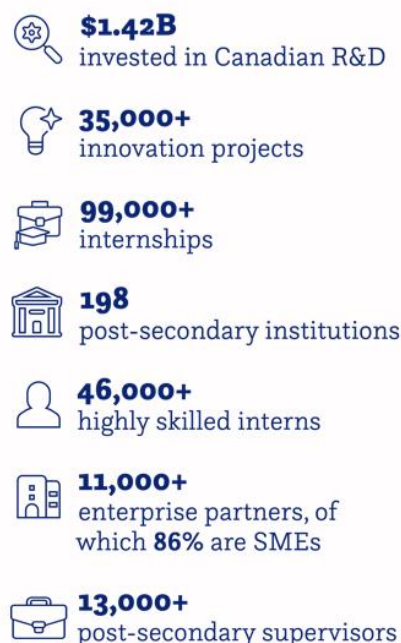 $1.42B
invested in Canadian R&D
35,000+
innovation projects
99,000+
internships
198
post-secondary institutions
46,000+
highly skilled interns
11,000+
enterprise partners, of
which 86% are SMEs
13,000+
post-secondary supervisors